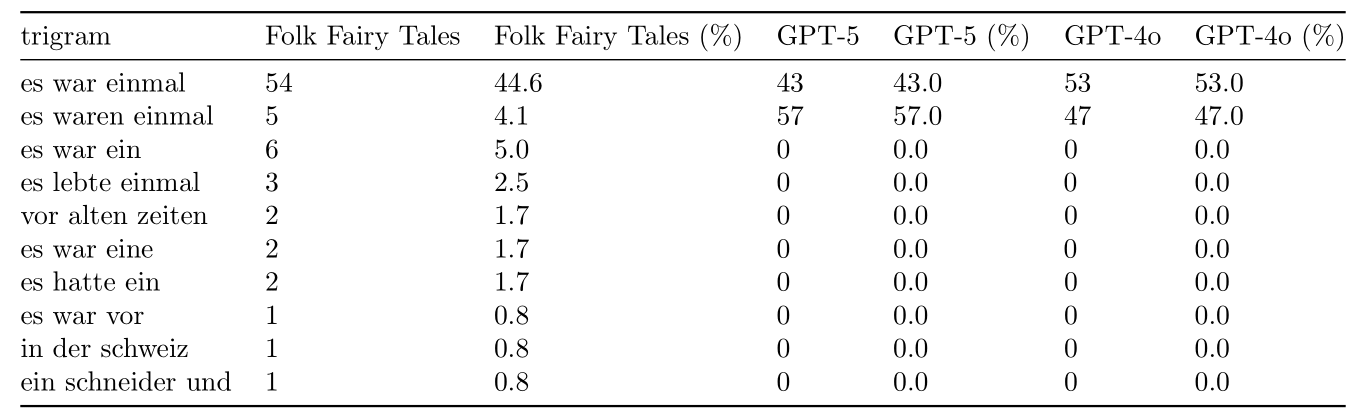 trigram Folk Fairy Tales Folk Fairy Tales (%) GPT-5 GPT-5 (%) GPT-4o GPT-4o (%)
es war einmal 54 44.6 43 43.0 53 53.0
es waren einmal 5 4.1 57 57.0 47 47.0
es war ein 6 5.0 0 0.0 0 0.0
es lebte einmal 3 2.5 0 0.0 0 0.0
vor alten zeiten 2 1.7 0 0.0 0 0.0
es war eine 2 1.7 0 0.0 0 0.0
es hatte ein 2 1.7 0 0.0 0 0.0
es war vor 1 0.8 0 0.0 0 0.0
in der schweiz 1 0.8 0 0.0 0 0.0
ein schneider und 1 0.8 0 0.0 0 0.0